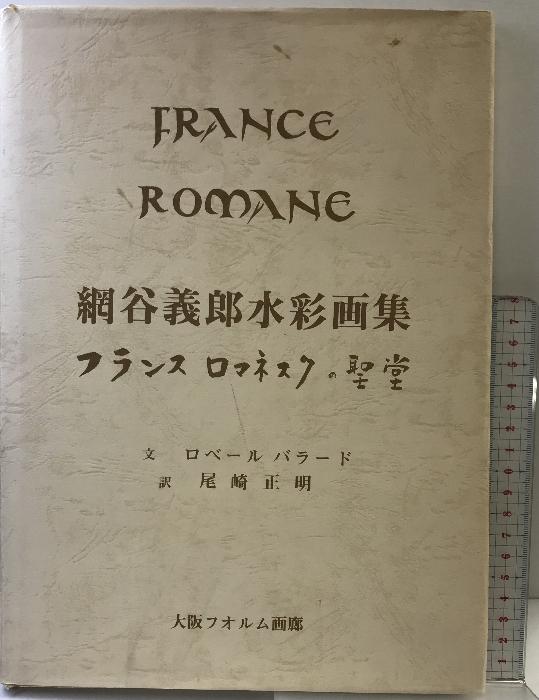 FRANCE
ROMANE
網谷義郎水彩画集
フランス ロマネスクの聖堂
文 ロベール バラード
訳 尾崎正明
大阪フオルム画廊